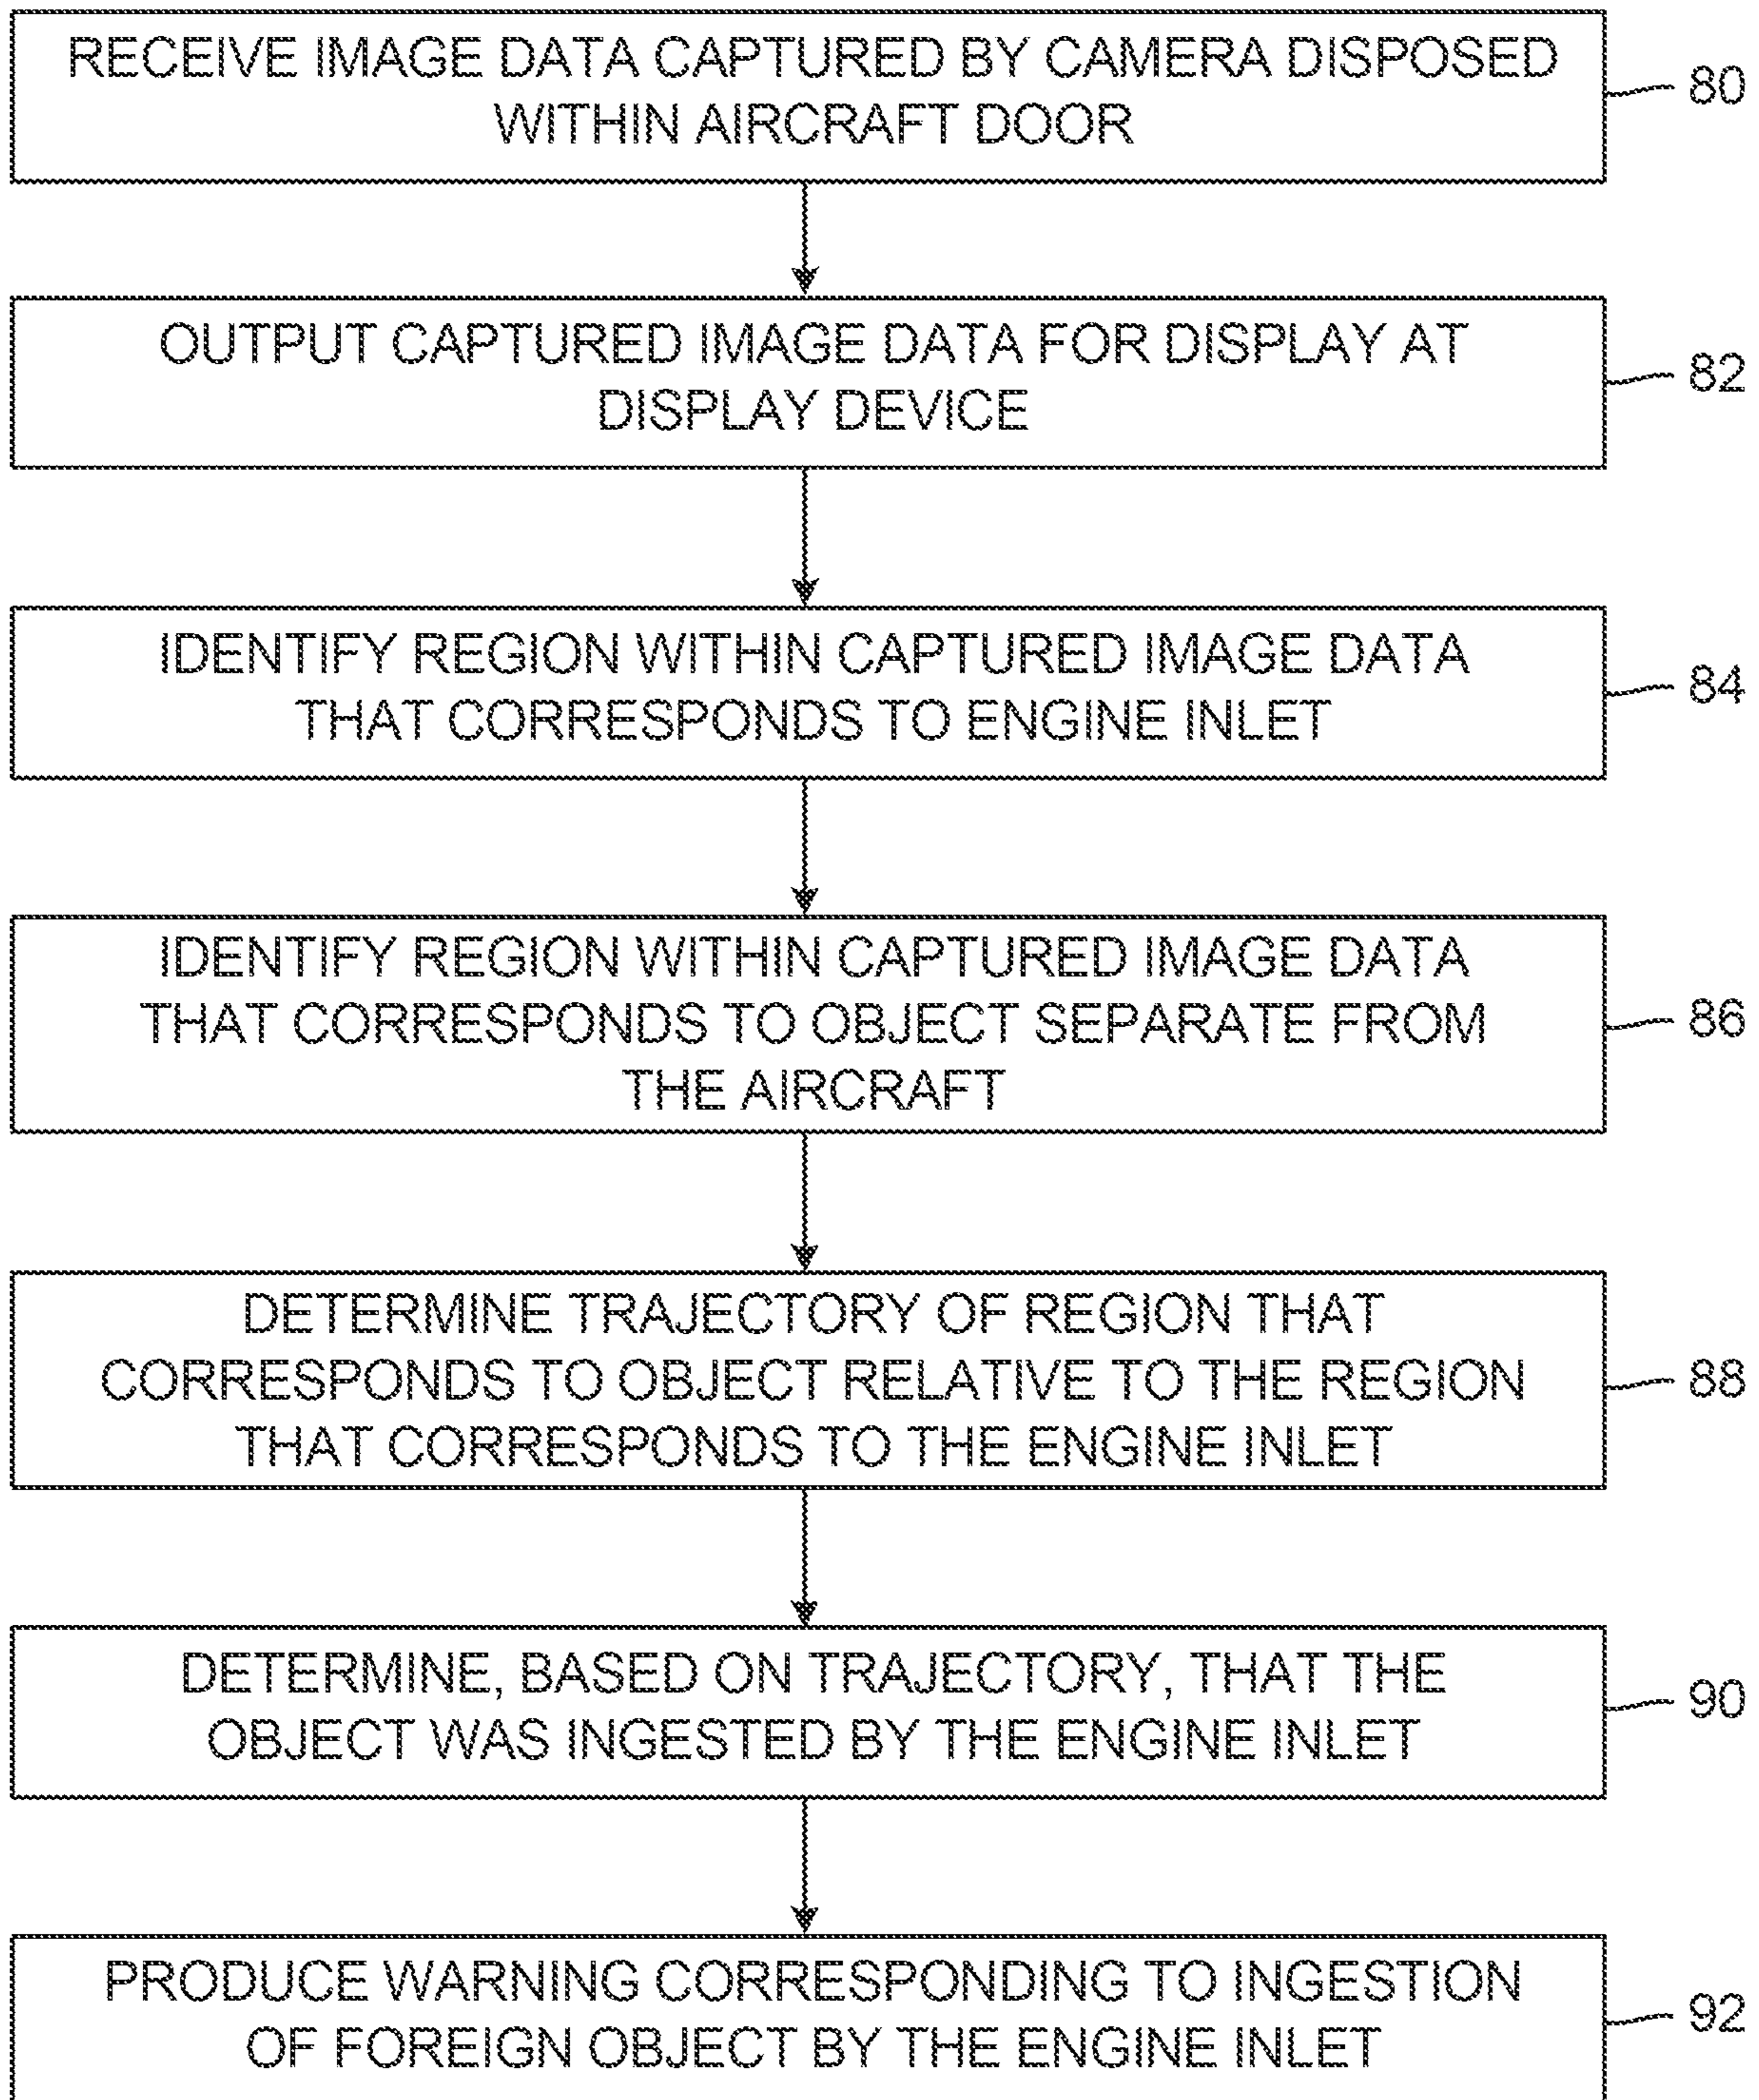 RECEIVE IMAGE DATA CAPTURED BY CAMERA DISPOSED
WITHIN AIRCRAFT DOOR
80
OUTPUT CAPTURED IMAGE DATA FOR DISPLAY AT
DISPLAY DEVICE
82
IDENTIFY REGION WITHIN CAPTURED IMAGE DATA
THAT CORRESPONDS TO ENGINE INLET
84
IDENTIFY REGION WITHIN CAPTURED IMAGE DATA
THAT CORRESPONDS TO OBJECT SEPARATE FROM
THE AIRCRAFT
86
DETERMINE TRAJECTORY OF REGION THAT
CORRESPONDS TO OBJECT RELATIVE TO THE REGION
THAT CORRESPONDS TO THE ENGINE INLET
88
DETERMINE, BASED ON TRAJECTORY, THAT THE
OBJECT WAS INGESTED BY THE ENGINE INLET
90
PRODUCE WARNING CORRESPONDING TO INGESTION
OF FOREIGN OBJECT BY THE ENGINE INLET
92